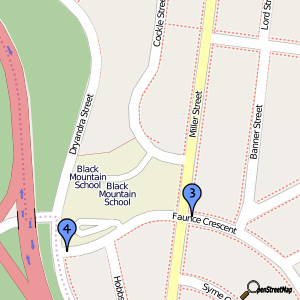 Cockle Street
Lord St
Miller Street
Dryandra Street
Banner Street
Black
Mountain
School
Black
Mountain
School
3
Faunce Crescent
4
Hobbs
Syme C
OpenStreetMap